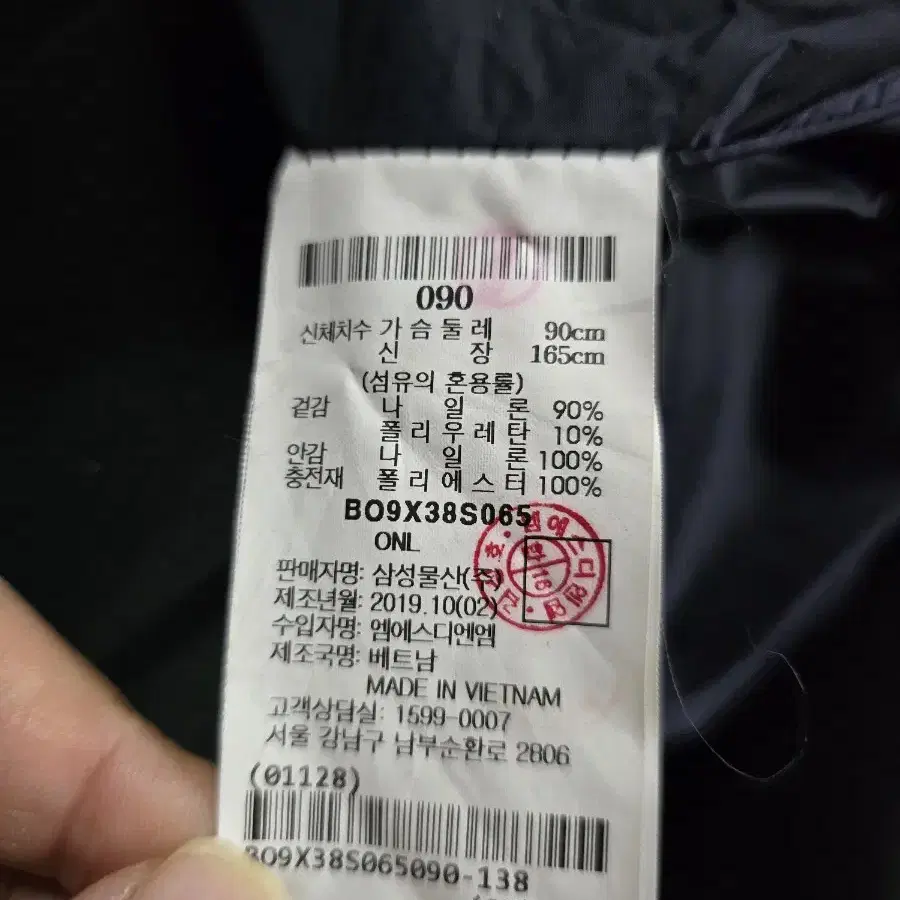 090
신체치수 가슴둘레 90cm
신 장 165cm
(섬유의 혼용률)
겉감 나 일 론 90%
폴리우레탄 10%
안감 나 일 론 100%
충전재 폴리에스터 100%
BO9X38S065
ONL
판매자명: 삼성물산(주)
제조년월: 2019.10(02)
수입자명: 엠에스디엔엠
제조국명: 베트남
MADE IN VIETNAM
고객상담실: 1599-0007
서울 강남구 남부순환로 2806
(01128)
BO9X38S065090-138